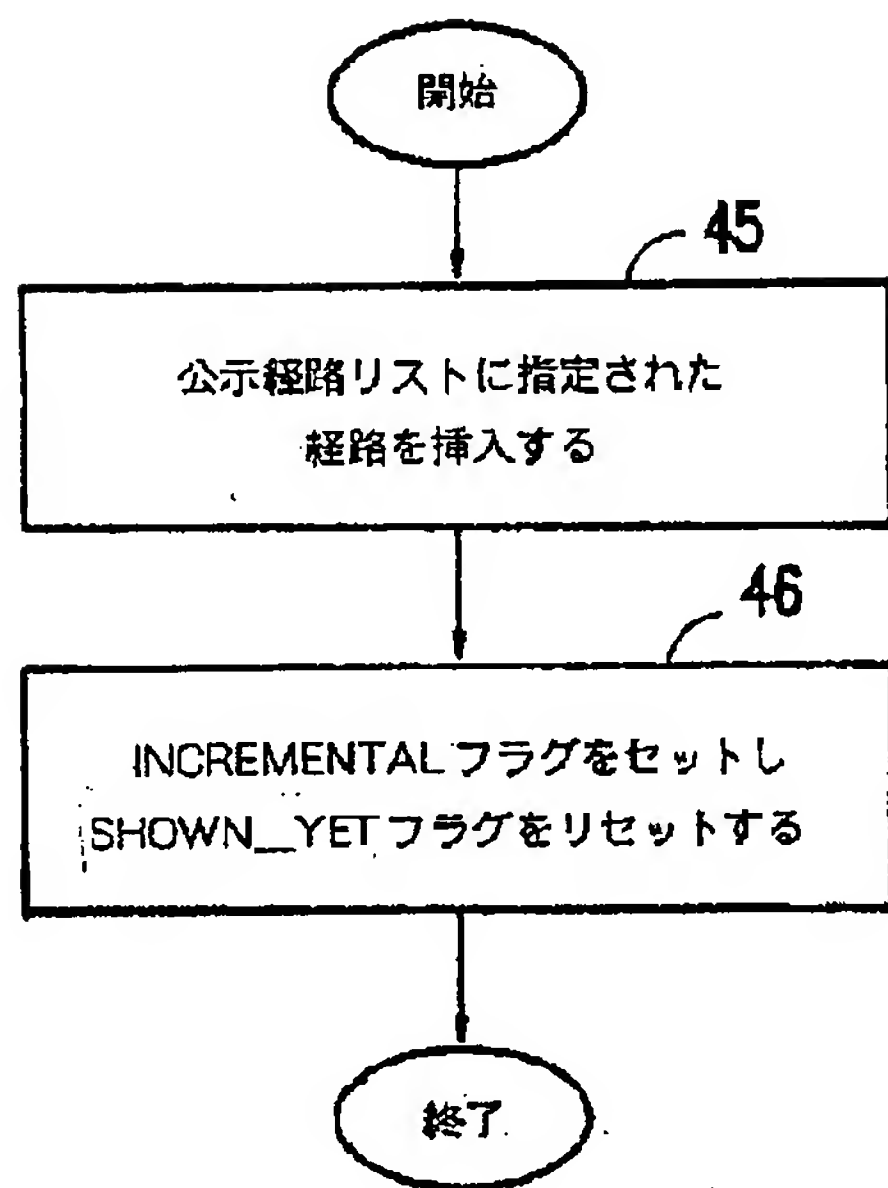 開始
45
公示経路リストに指定された
経路を挿入する
46
INCREMENTALフラグをセットし
SHOWN__YETフラグをリセットする
終了